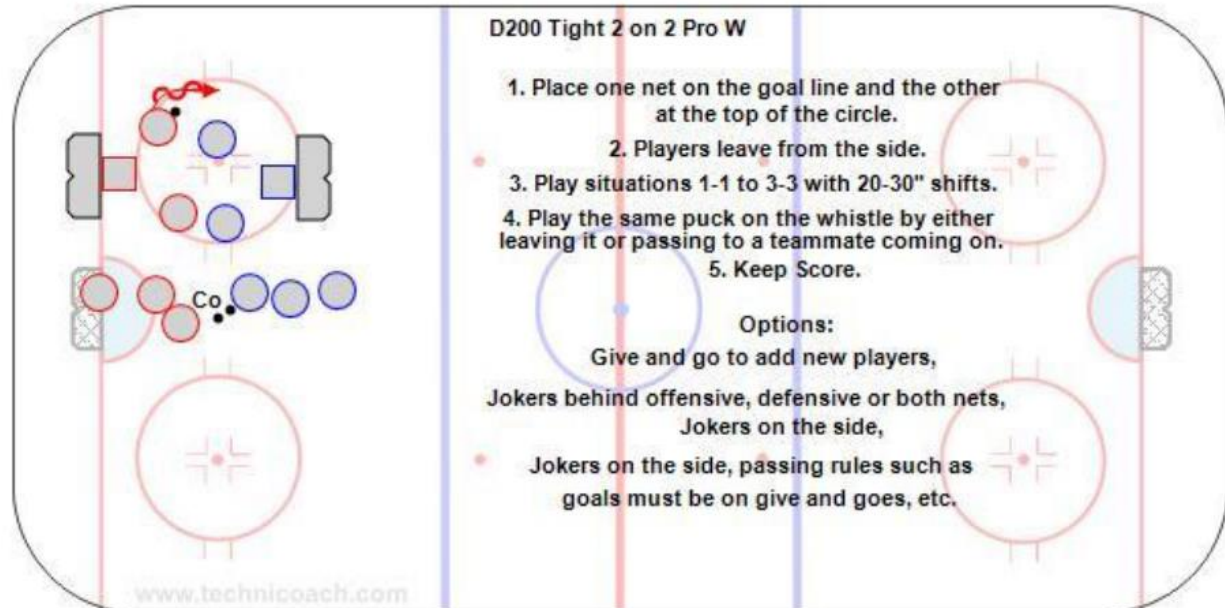 D200 Tight 2 on 2 Pro W
1. Place one net on the goal line and the other
at the top of the circle.
2. Players leave from the side.
3. Play situations 1-1 to 3-3 with 20-30" shifts.
4. Play the same puck on the whistle by either
leaving it or passing to a teammate coming on.
5. Keep Score.
Co
Options:
Give and go to add new players,
Jokers behind offensive, defensive or both nets,
Jokers on the side,
Jokers on the side, passing rules such as
goals must be on give and goes, etc.
www.technicoach.com